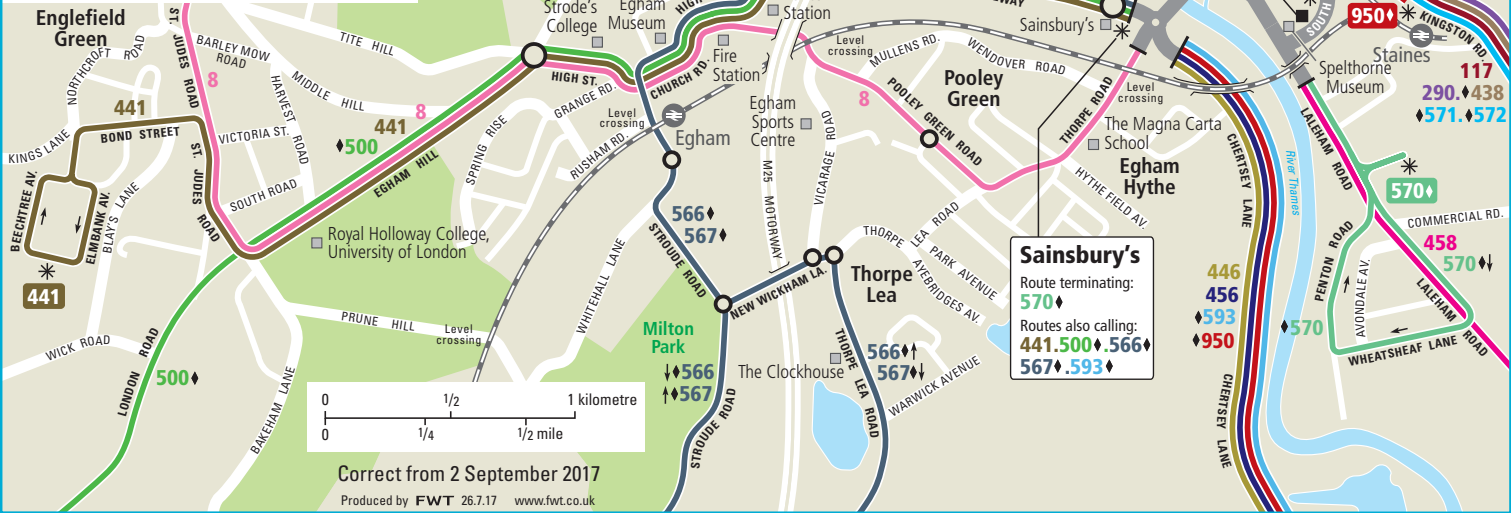 Englefield
Green
ST. JUDES ROAD
NORTHCROFT ROAD
BARLEY MOW
ROAD
TITE HILL
Strode's
College
Egham
Museum
HIGH
Station
Fire
Station
Level
crossing
MULLENS RD.
WENDOVER ROAD
Sainsbury's
SOUTH
950♦
KINGSTON RD.
Staines
Spelthorne
Museum
117
290.♦438
♦571.♦572
8
HARVEST ROAD
MIDDLE HILL
8
441
♦500
HIGH ST.
CHURCH RD.
GRANGE RD.
Level
crossing
Egham
RUSHAM RD.
SPRING RISE
EGHAM HILL
Egham
Sports
Centre
M25 MOTORWAY
VICARAGE ROAD
8
POOLEY GREEN ROAD
Pooley
Green
THORPE ROAD
Level
crossing
The Magna Carta
School
Egham
Hythe
HYTHE FIELD AV.
CHERTSEY LANE
River Thames
LALEHAM ROAD
570♦
COMMERCIAL RD.
458
570♦↓
PENTON ROAD
AVONDALE AV.
LALEHAM ROAD
♦570
WHEATSHEAF LANE
441
BOND STREET
KINGS LANE
VICTORIA ST.
ST. JUDES ROAD
SOUTH ROAD
BEECHTREE AV.
ELMBANK AV.
BLAY'S LANE
441
Royal Holloway College,
University of London
566♦
567♦
STROUDE ROAD
WHITEHALL LANE
NEW WICKHAM LA.
Thorpe
Lea
THORPE LEA ROAD
PARK AVENUE
AYEBRIDGES AV.
Sainsbury's
Route terminating:
570♦
Routes also calling:
441.500♦.566♦
567♦.593♦
446
456
♦593
♦950
CHERTSEY LANE
WICK ROAD
LONDON ROAD
500♦
PRUNE HILL
Level
crossing
BAKEHAM LANE
Milton
Park
↓♦566
↑♦567
STROUDE ROAD
The Clockhouse
566♦↑
567♦↓
THORPE LEA ROAD
WARWICK AVENUE
0 1/2 1 kilometre
0 1/4 1/2 mile
Correct from 2 September 2017
Produced by FWT 26.7.17 www.fwt.co.uk